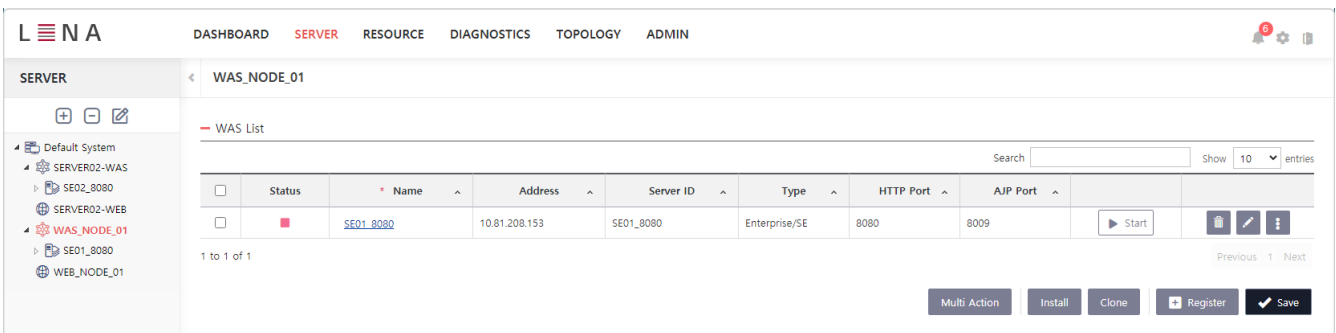 LENA
DASHBOARD SERVER RESOURCE DIAGNOSTICS TOPOLOGY ADMIN
6
SERVER
WAS_NODE_01
WAS List
Default System
SERVER02-WAS
SE02_8080
SERVER02-WEB
WAS_NODE_01
SE01_8080
WEB_NODE_01
Search
Show 10 entries
Status * Name Address Server ID Type HTTP Port AJP Port
SE01_8080 10.81.208.153 SE01_8080 Enterprise/SE 8080 8009 Start
1 to 1 of 1
Previous 1 Next
Multi Action Install Clone Register Save